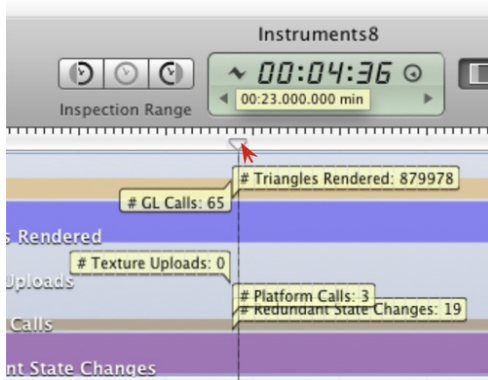 Instruments8
00:04:36
00:23.000.000 min
Inspection Range
# Triangles Rendered: 879978
# GL Calls: 65
s Rendered
# Texture Uploads: 0
Uploads
# Platform Calls: 3
# Redundant State Changes: 19
Calls
nt State Changes